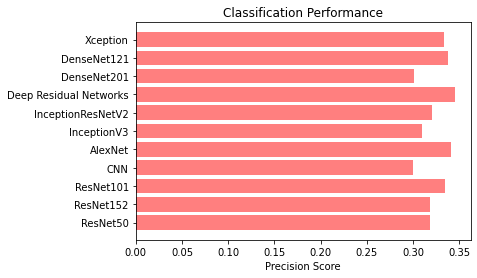 Classification Performance
Xception
DenseNet121
DenseNet201
Deep Residual Networks
InceptionResNetV2
InceptionV3
AlexNet
CNN
ResNet101
ResNet152
ResNet50
0.00 0.05 0.10 0.15 0.20 0.25 0.30 0.35
Precision Score